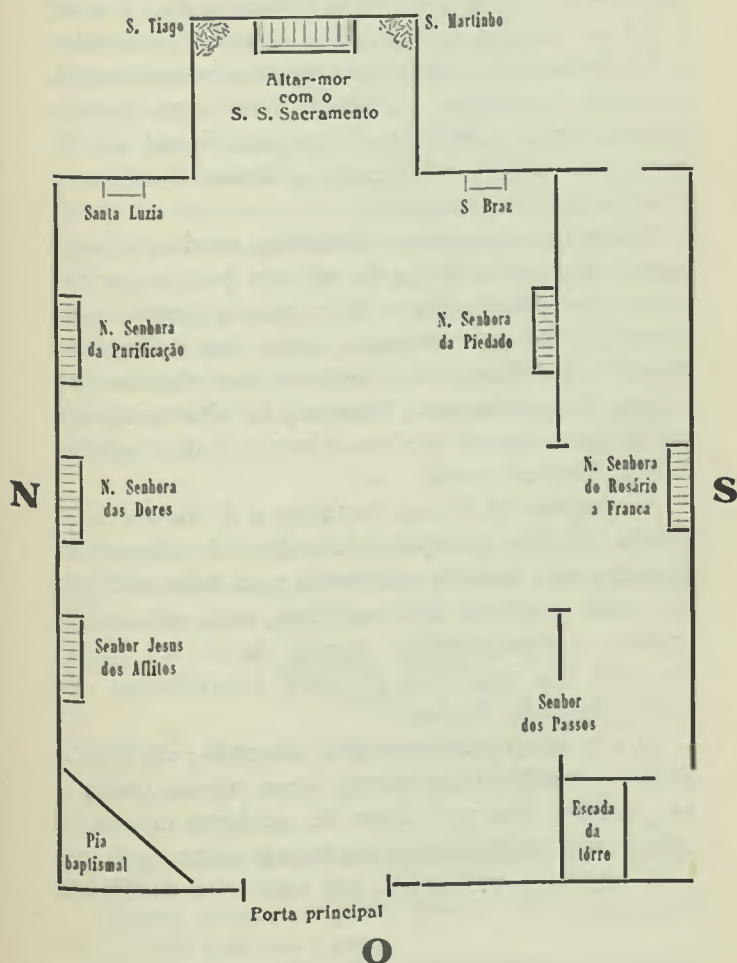 S. Tiago
S. Martinho
Altar-mor
com o
S. S. Sacramento
Santa Luzia
S Braz
N. Senhora
da Purificação
N. Senhora
da Piedade
N
N. Senhora
das Dores
N. Senhora
do Rosário
a Franca
S
Senhor Jesus
dos Aflitos
Senhor
dos Passos
Pia
baptismal
Escada
da
tôrre
Porta principal
O